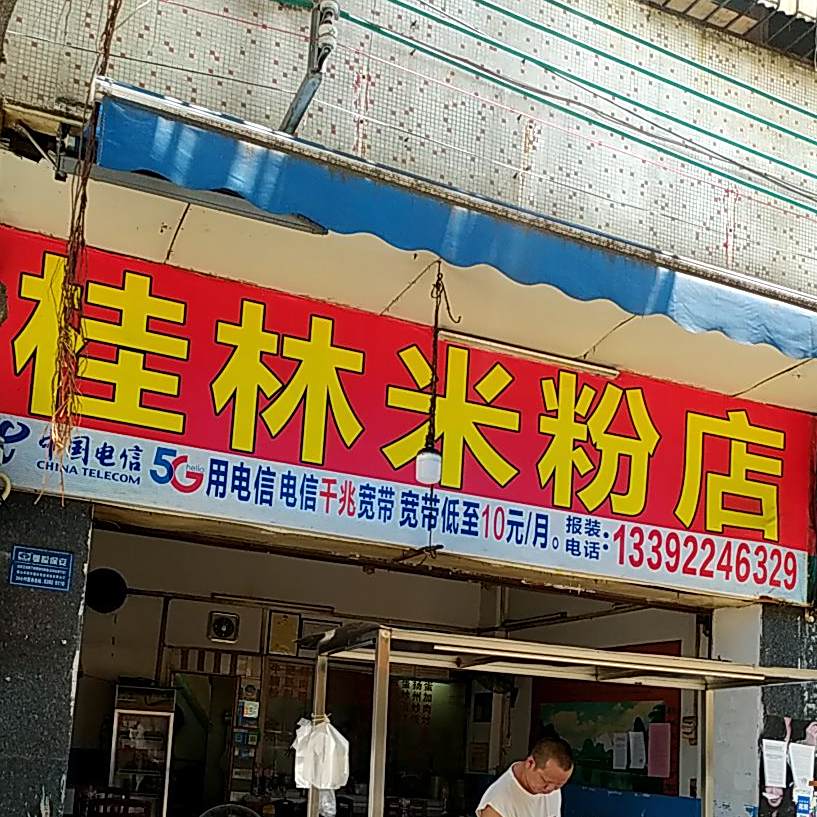 桂林米粉店
中国电信
CHINA TELECOM
5G
hello
用电信 电信千兆宽带 宽带低至10元/月。
报装
电话:
13392246329